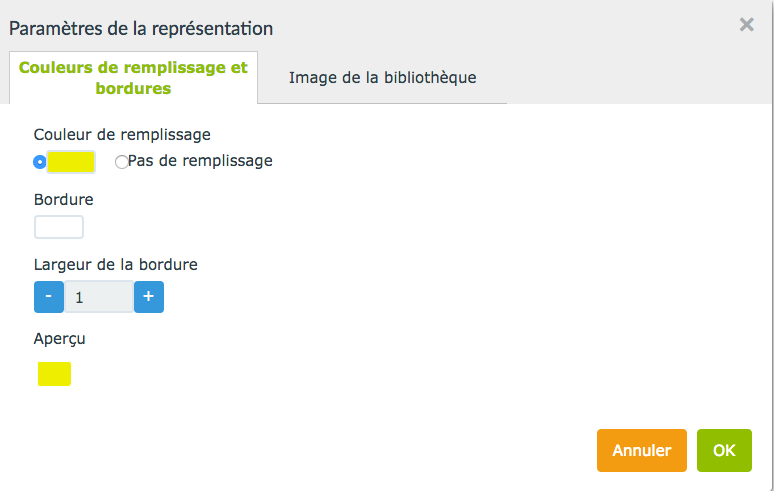 Paramètres de la représentation
×
Couleurs de remplissage et
bordures
Image de la bibliothèque
Couleur de remplissage
Pas de remplissage
Bordure
Largeur de la bordure
- 1 +
Aperçu
Annuler OK